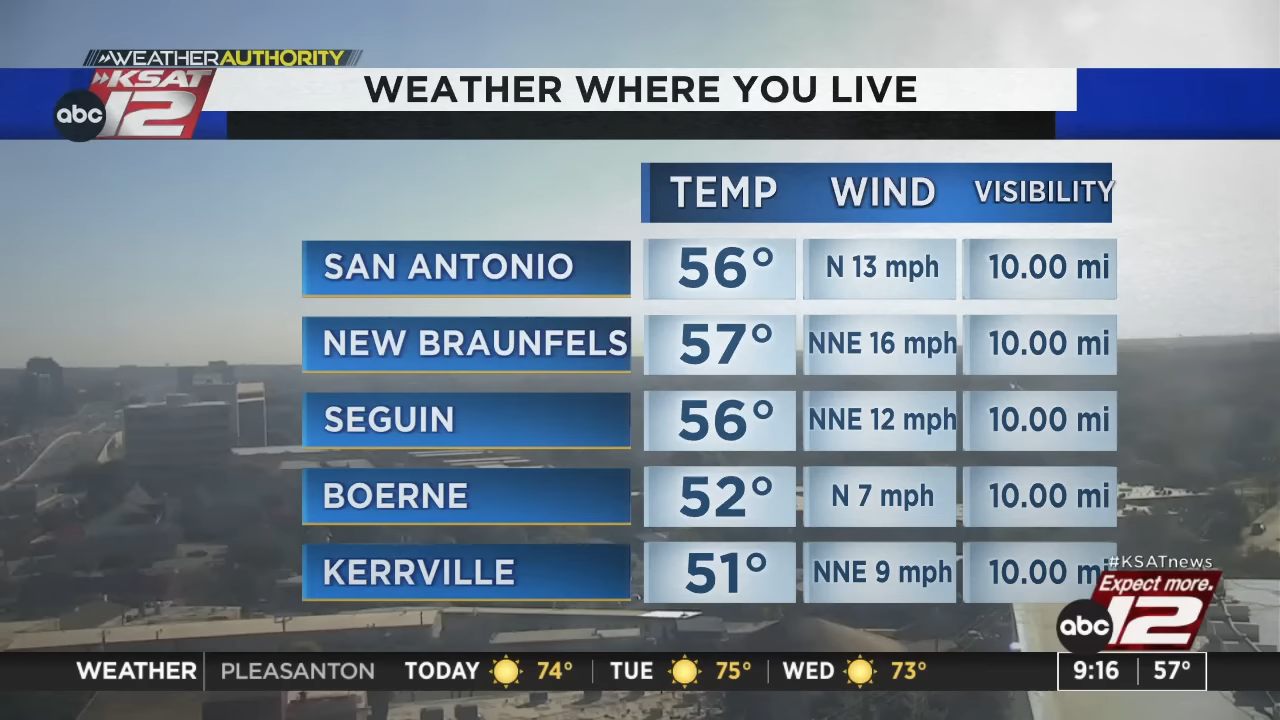 WEATHERAUTHORITY
KSAT
abc 12
WEATHER WHERE YOU LIVE
TEMP WIND VISIBILITY
SAN ANTONIO 56° N 13 mph 10.00 mi
NEW BRAUNFELS 57° NNE 16 mph 10.00 mi
SEGUIN 56° NNE 12 mph 10.00 mi
BOERNE 52° N 7 mph 10.00 mi
KERRVILLE 51° NNE 9 mph 10.00 mi
#KSATnews
Expect more.
abc 12
WEATHER PLEASANTON TODAY 74° TUE 75° WED 73° 9:16 57°